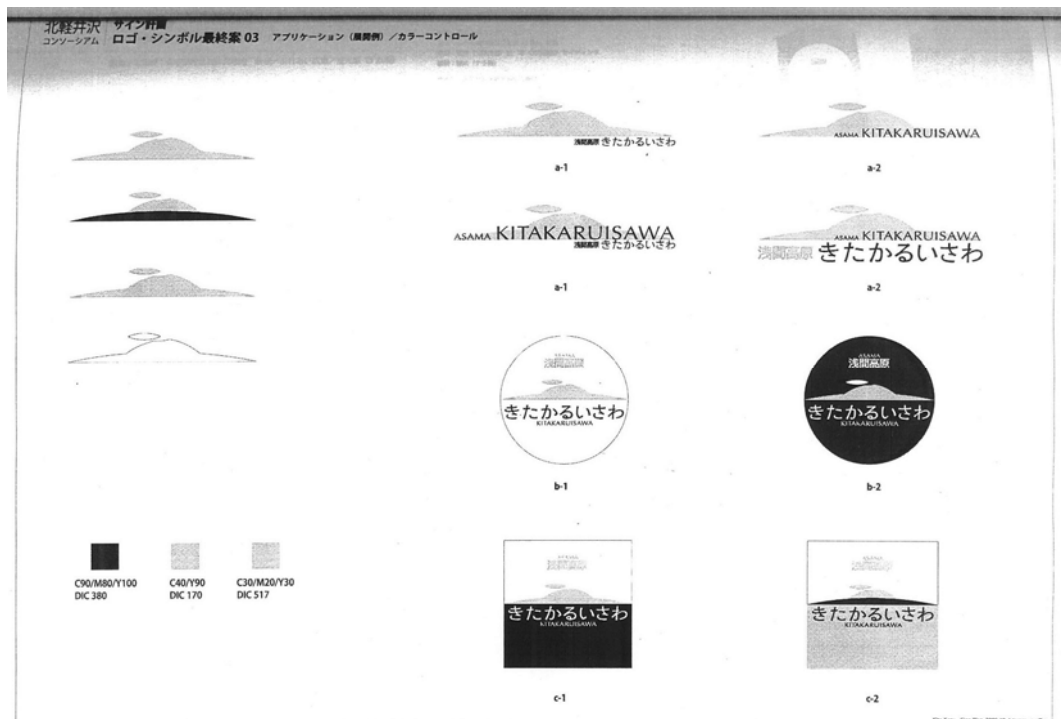 北軽井沢 サイン計画
コンソーシアム ロゴ・シンボル最終案 03 アプリケーション（展開例）／カラーコントロール
浅間高原 きたかるいさわ
a-1
ASAMA KITAKARUISAWA
a-2
ASAMA KITAKARUISAWA
浅間高原 きたかるいさわ
a-1
ASAMA KITAKARUISAWA
浅間高原 きたかるいさわ
a-2
ASAMA
浅間高原
きたかるいさわ
KITAKARUISAWA
b-1
ASAMA
浅間高原
きたかるいさわ
KITAKARUISAWA
b-2
C90/M80/Y100
DIC 380
C40/Y90
DIC 170
C30/M20/Y30
DIC 517
きたかるいさわ
KITAKARUISAWA
c-1
きたかるいさわ
KITAKARUISAWA
c-2